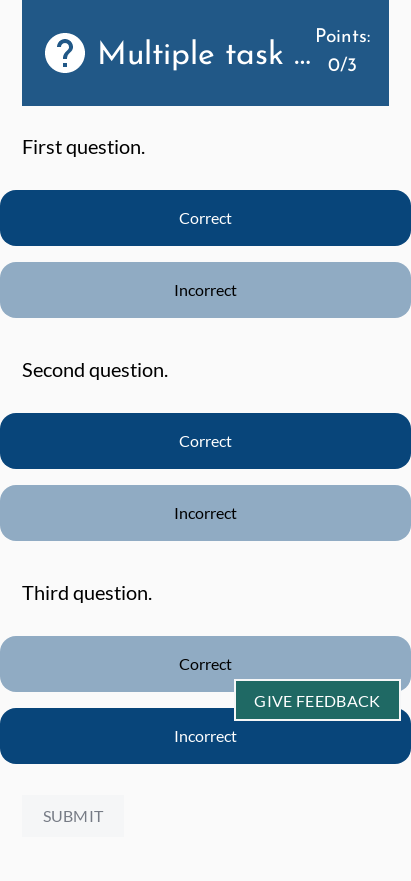 Multiple task ...
Points:
0/3
First question.
Correct
Incorrect
Second question.
Correct
Incorrect
Third question.
Correct
GIVE FEEDBACK
Incorrect
SUBMIT